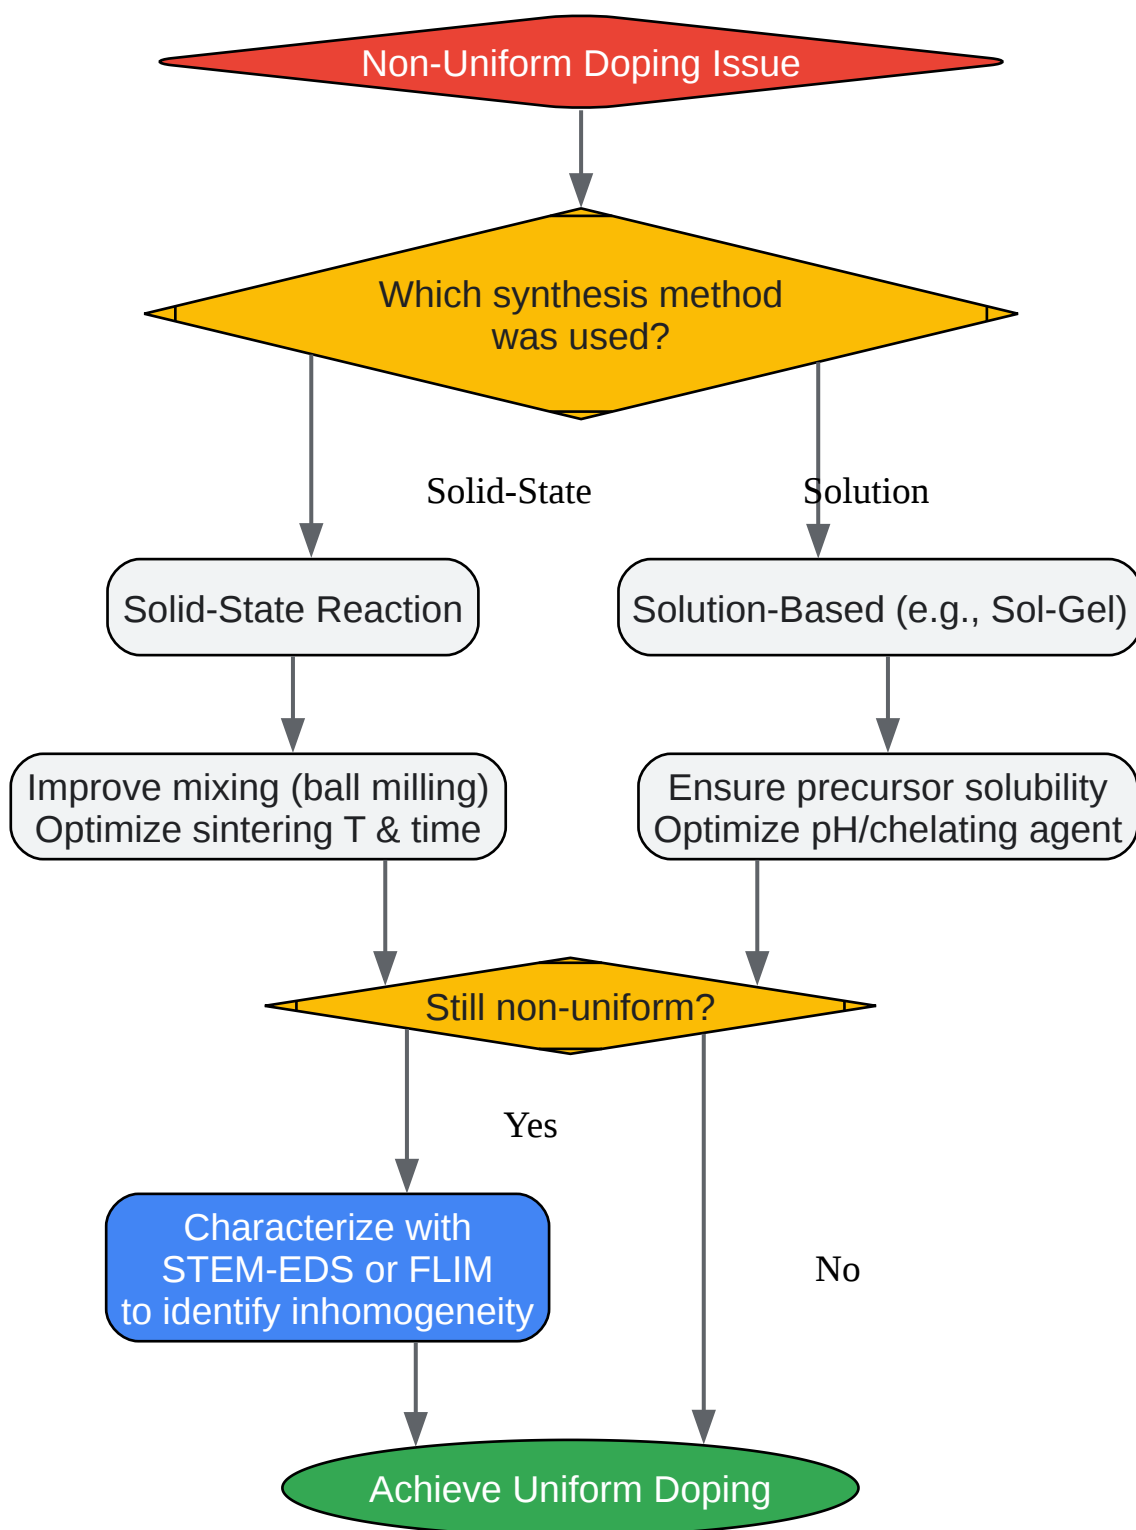 Non-Uniform Doping Issue
Which synthesis method
was used?
Solid-State
Solution
Solid-State Reaction
Solution-Based (e.g., Sol-Gel)
Improve mixing (ball milling)
Optimize sintering T & time
Ensure precursor solubility
Optimize pH/chelating agent
Still non-uniform?
Yes
Characterize with
STEM-EDS or FLIM
to identify inhomogeneity
No
Achieve Uniform Doping